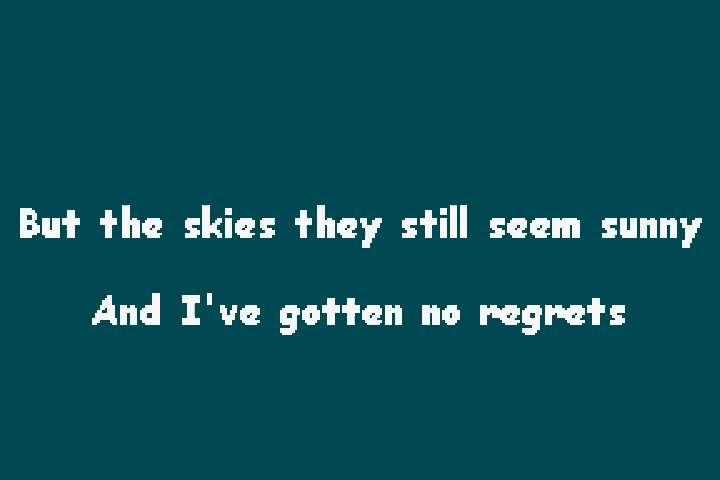 But the skies they still seem sunny
And I've gotten no regrets